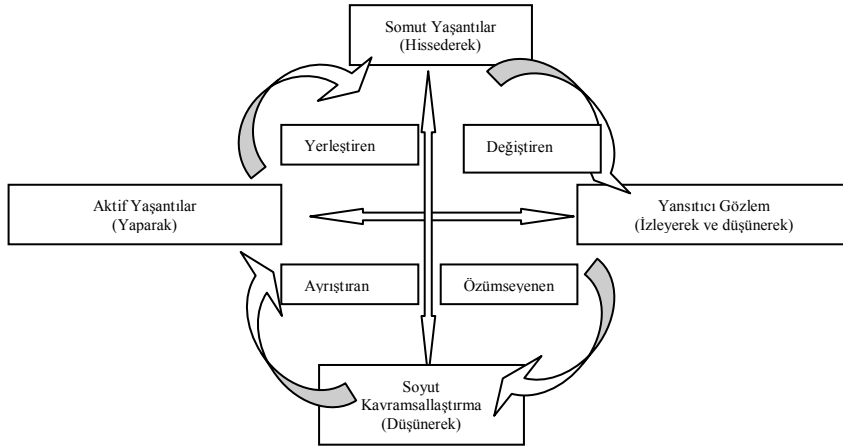 Somut Yaşantılar
(Hissederek)
Yerleştiren
Değiştiren
Aktif Yaşantılar
(Yaparak)
Yansıtıcı Gözlem
(İzleyerek ve düşünerek)
Ayrıştıran
Özümseyenen
Soyut
Kavramsallaştırma
(Düşünerek)